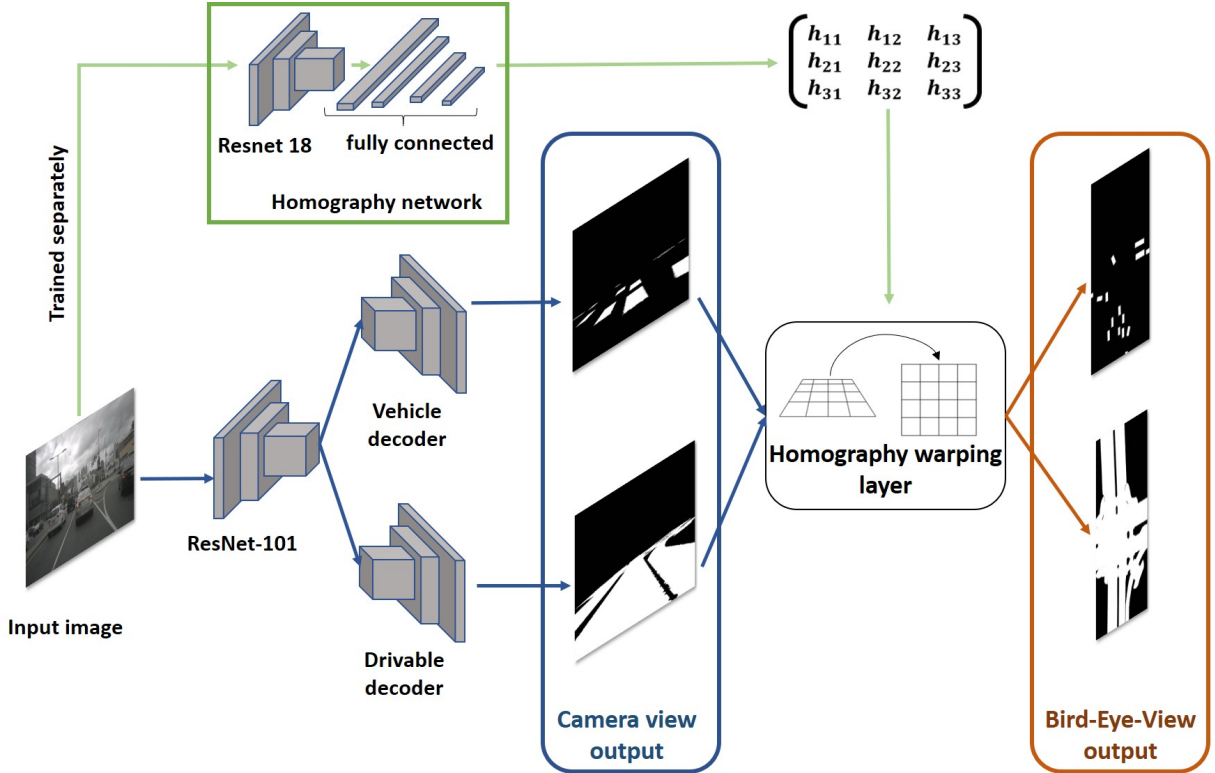 Trained separately
Resnet 18
fully connected
Homography network
h11 h12 h13
h21 h22 h23
h31 h32 h33
Input image
ResNet-101
Vehicle
decoder
Drivable
decoder
Camera view
output
Homography warping
layer
Bird-Eye-View
output